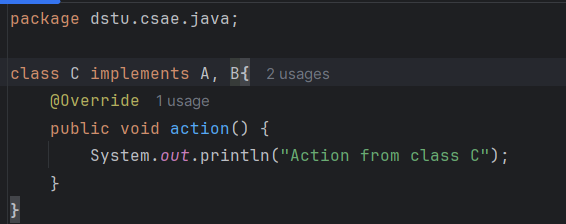 package dstu.csae.java;
class C implements A, B{ 2 usages
@Override 1 usage
public void action() {
System.out.println("Action from class C");
}
}